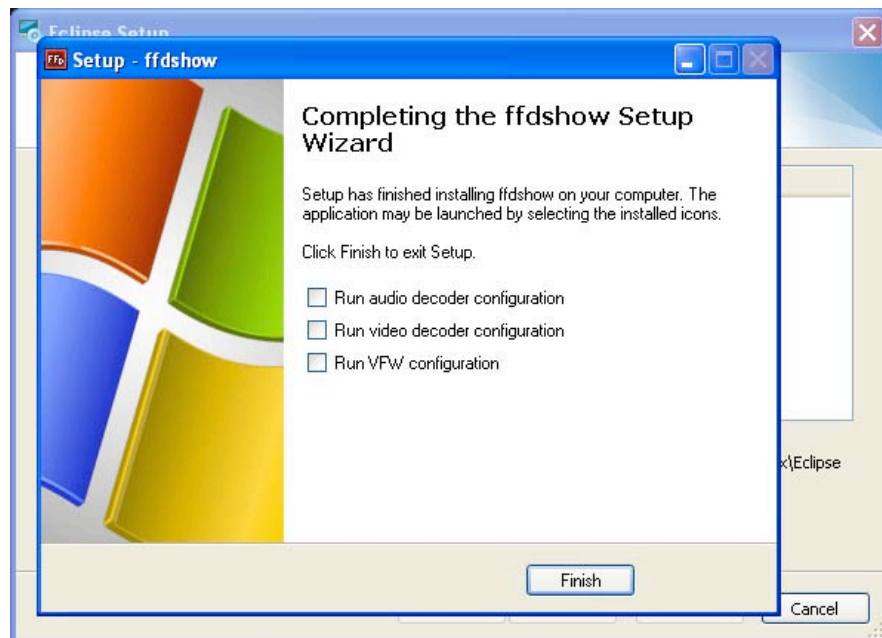 Eclipse Setup
FFD Setup - ffdshow
Completing the ffdshow Setup
Wizard
Setup has finished installing ffdshow on your computer. The
application may be launched by selecting the installed icons.
Click Finish to exit Setup.
Run audio decoder configuration
Run video decoder configuration
Run VFW configuration
x\Eclipse
Finish
Cancel